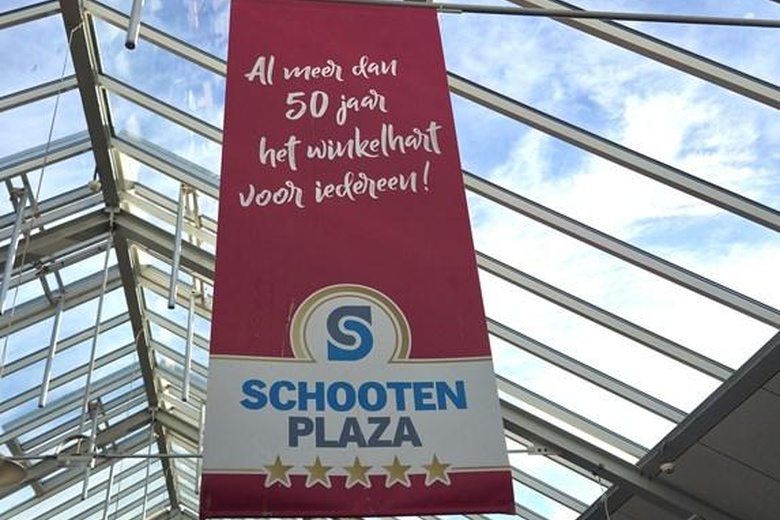 Al meer dan
50 jaar
het winkelhart
voor iedereen!
S
SCHOOTEN
PLAZA